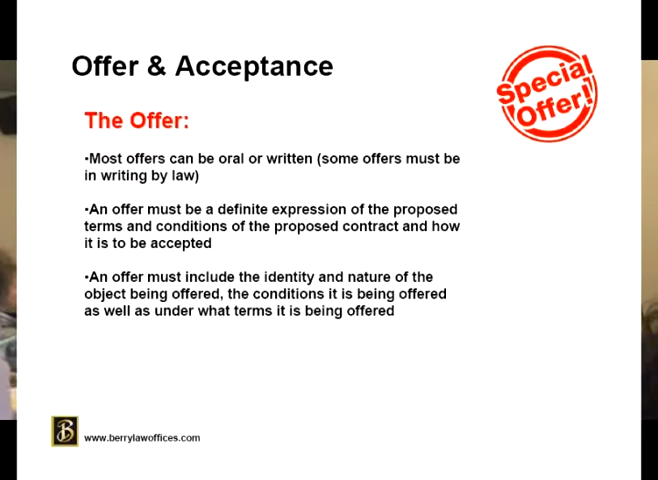 Offer & Acceptance
Special
Offer!
The Offer:
•Most offers can be oral or written (some offers must be
in writing by law)
•An offer must be a definite expression of the proposed
terms and conditions of the proposed contract and how
it is to be accepted
•An offer must include the identity and nature of the
object being offered, the conditions it is being offered
as well as under what terms it is being offered
B
www.berrylawoffices.com